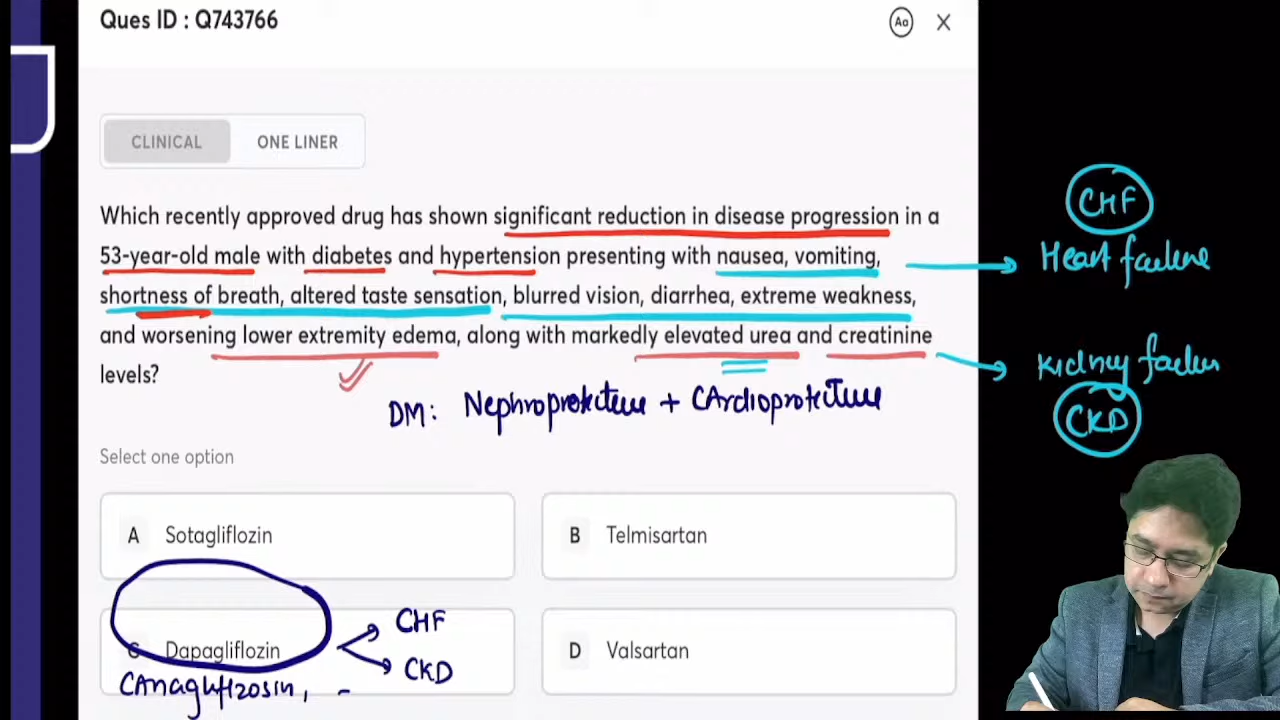 Ques ID : Q743766
Aa
CLINICAL ONE LINER
Which recently approved drug has shown significant reduction in disease progression in a
53-year-old male with diabetes and hypertension presenting with nausea, vomiting,
shortness of breath, altered taste sensation, blurred vision, diarrhea, extreme weakness,
and worsening lower extremity edema, along with markedly elevated urea and creatinine
levels?
CHF
Heart failure
Kidney failure
CKD
DM: Nephroprotective + CArdioprotective
Select one option
A Sotagliflozin
B Telmisartan
C Dapagliflozin
CHF
CKD
D Valsartan
CAnaglifzosin, -